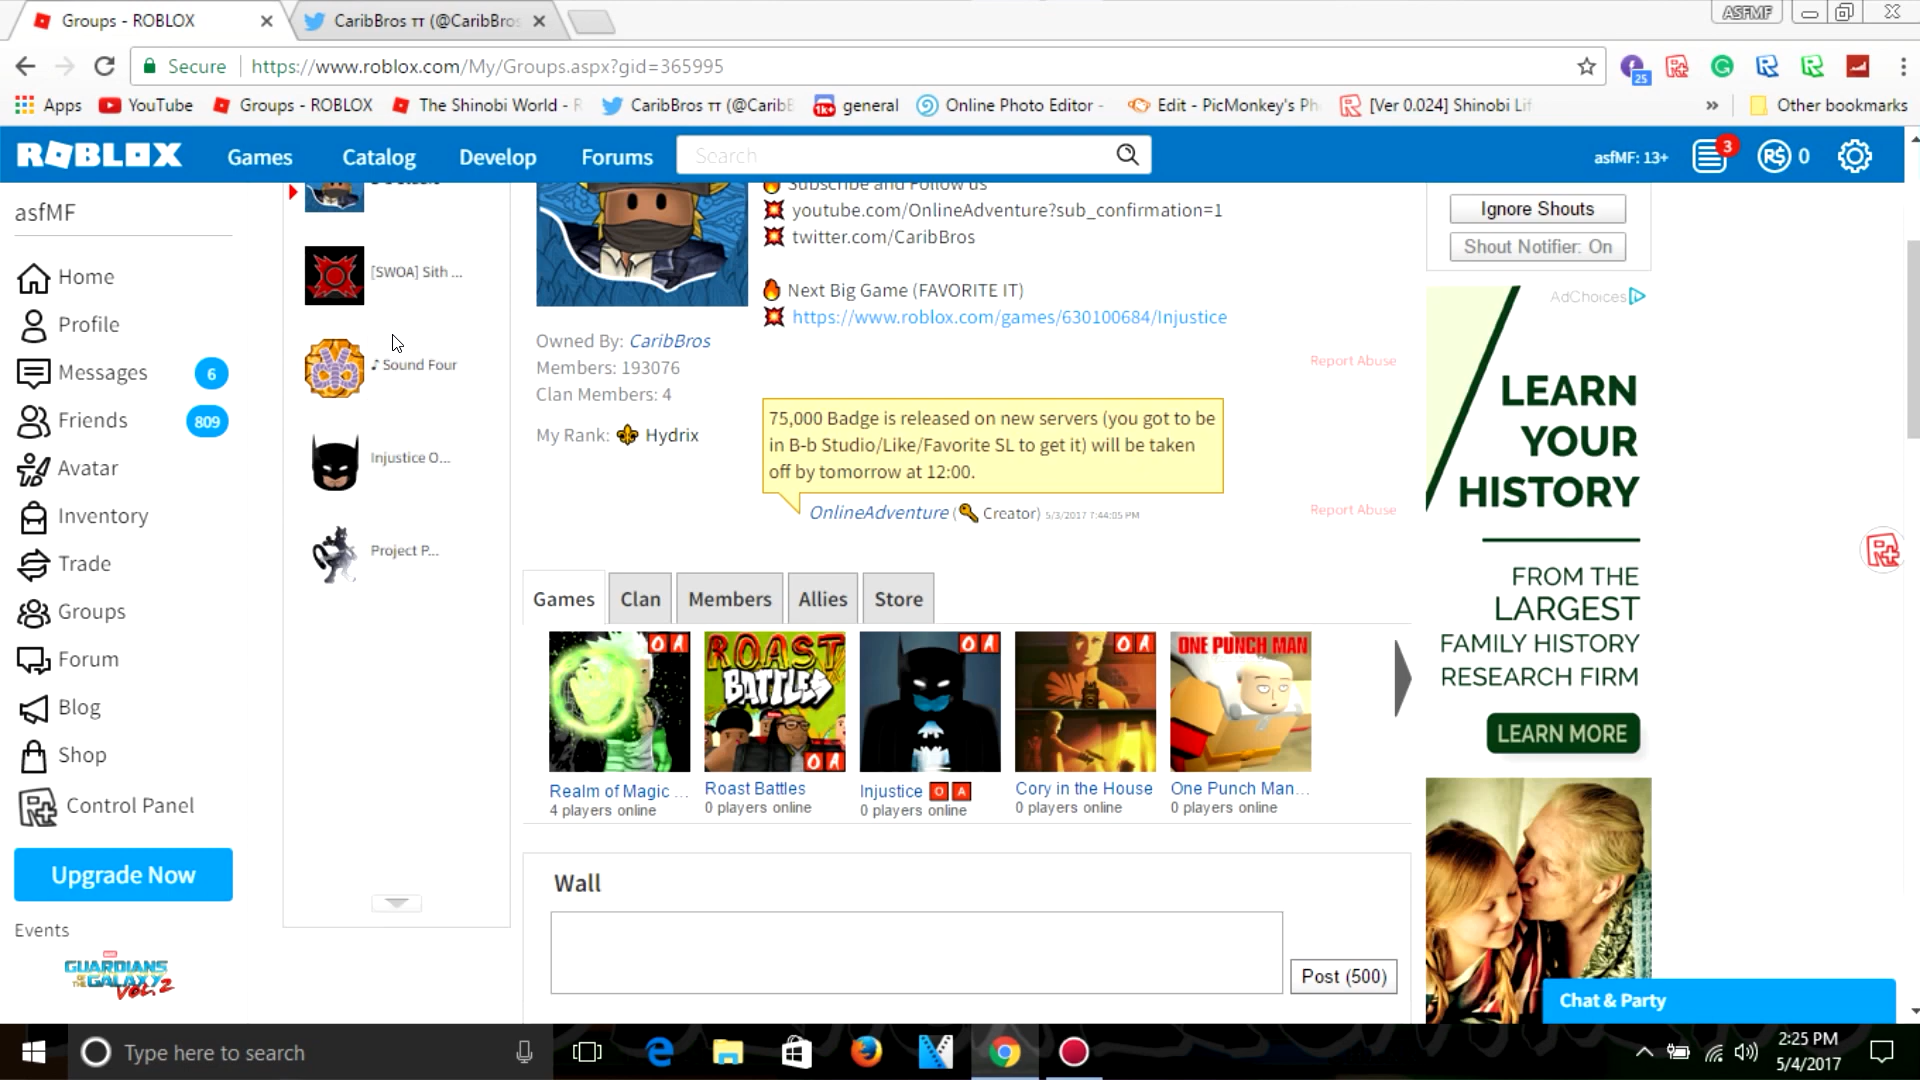 Groups - ROBLOX
CaribBros ττ (@CaribBros
ASFMF
Secure
https://www.roblox.com/My/Groups.aspx?gid=365995
25
Apps
YouTube
Groups - ROBLOX
The Shinobi World - R
CaribBros ττ (@CaribB
1k+
general
Online Photo Editor -
Edit - PicMonkey's Ph
[Ver 0.024] Shinobi Lif
»
Other bookmarks
ROBLOX
Games
Catalog
Develop
Forums
Search
asfMF: 13+
3
R$ 0
asfMF
Home
Profile
Messages
6
Friends
809
Avatar
Inventory
Trade
Groups
Forum
Blog
Shop
Control Panel
Upgrade Now
Events
GUARDIANS
OF THE GALAXY
VOL. 2
[SWOA] Sith ...
♪ Sound Four
Injustice O...
Project P...
Subscribe and Follow us
youtube.com/OnlineAdventure?sub_confirmation=1
twitter.com/CaribBros
Next Big Game (FAVORITE IT)
https://www.roblox.com/games/630100684/Injustice
Owned By: CaribBros
Members: 193076
Clan Members: 4
My Rank: Hydrix
Report Abuse
75,000 Badge is released on new servers (you got to be
in B-b Studio/Like/Favorite SL to get it) will be taken
off by tomorrow at 12:00.
OnlineAdventure ( Creator) 5/3/2017 7:44:05 PM
Report Abuse
Games
Clan
Members
Allies
Store
O A
ROAST
BATTLES
O A
O A
O A
ONE PUNCH MAN
Realm of Magic ...
4 players online
Roast Battles
0 players online
Injustice O A
0 players online
Cory in the House
0 players online
One Punch Man...
0 players online
Wall
Post (500)
Ignore Shouts
Shout Notifier: On
AdChoices
LEARN
YOUR
HISTORY
FROM THE
LARGEST
FAMILY HISTORY
RESEARCH FIRM
LEARN MORE
Chat & Party
Type here to search
2:25 PM
5/4/2017